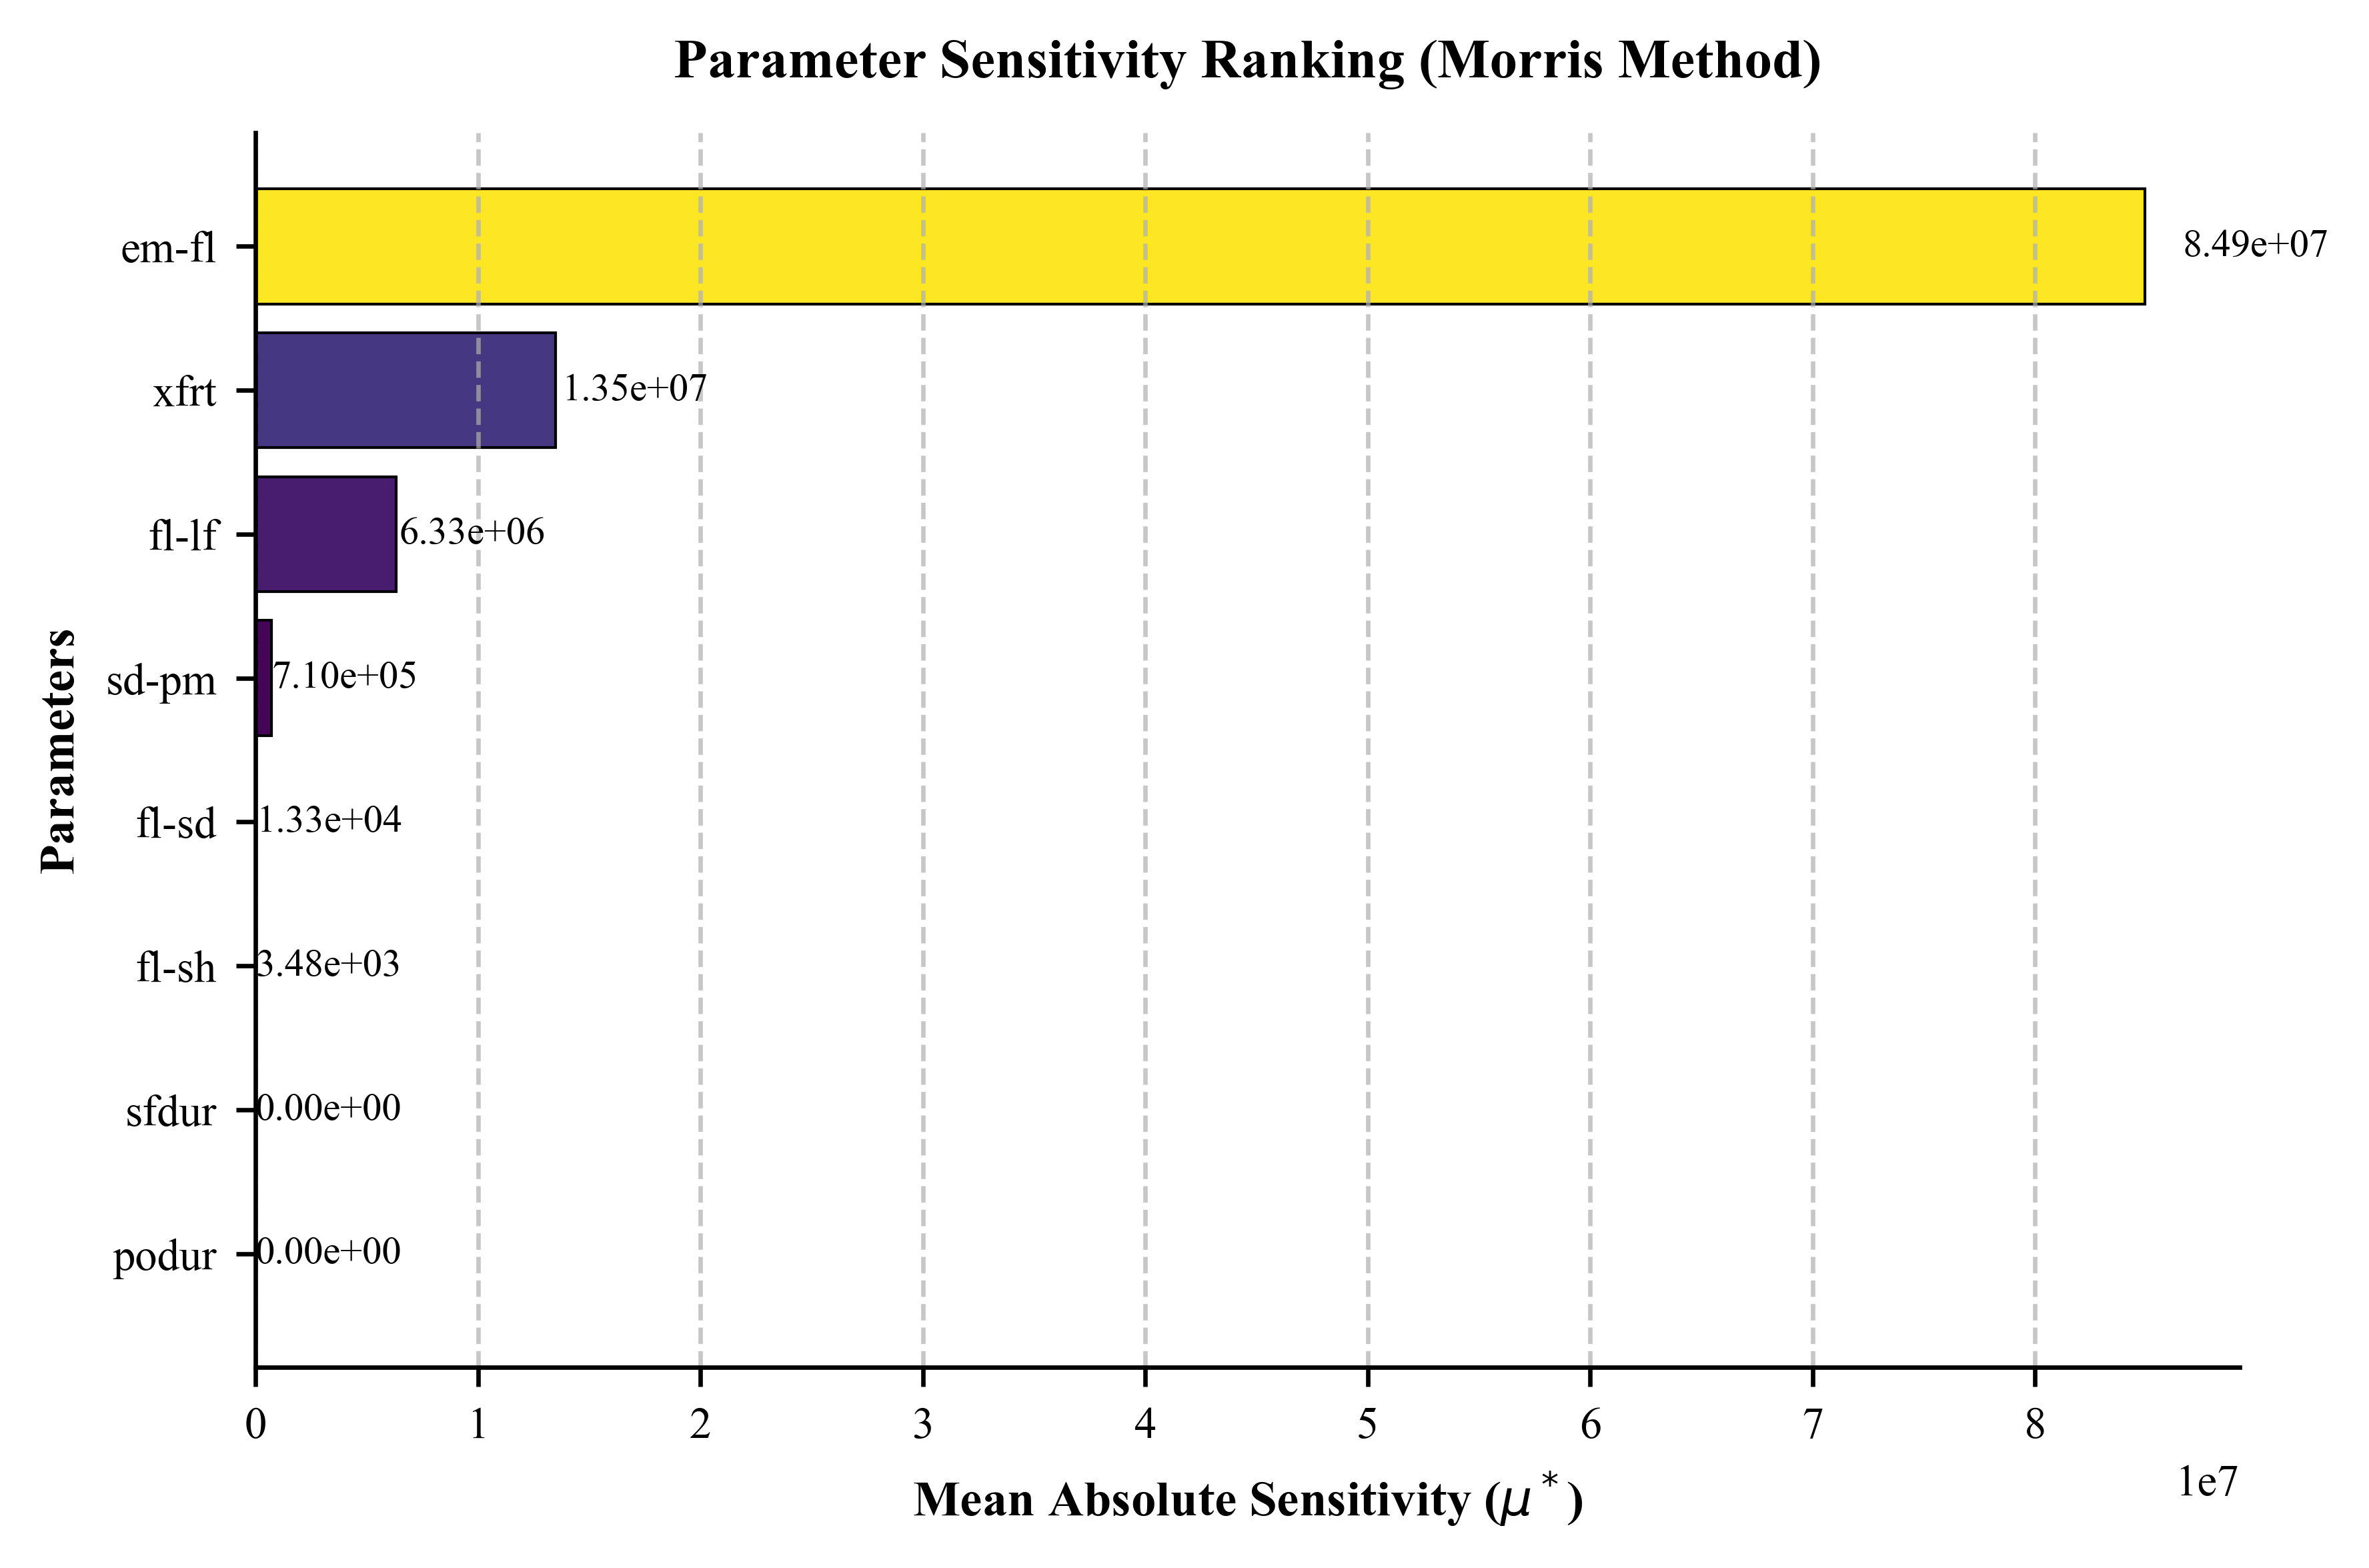 Parameter Sensitivity Ranking (Morris Method)
em-fl 8.49e+07
xfrt 1.35e+07
fl-lf 6.33e+06
sd-pm 7.10e+05
fl-sd 1.33e+04
fl-sh 3.48e+03
sfdur 0.00e+00
podur 0.00e+00
Parameters
0 1 2 3 4 5 6 7 8
1e7
Mean Absolute Sensitivity (μ*)